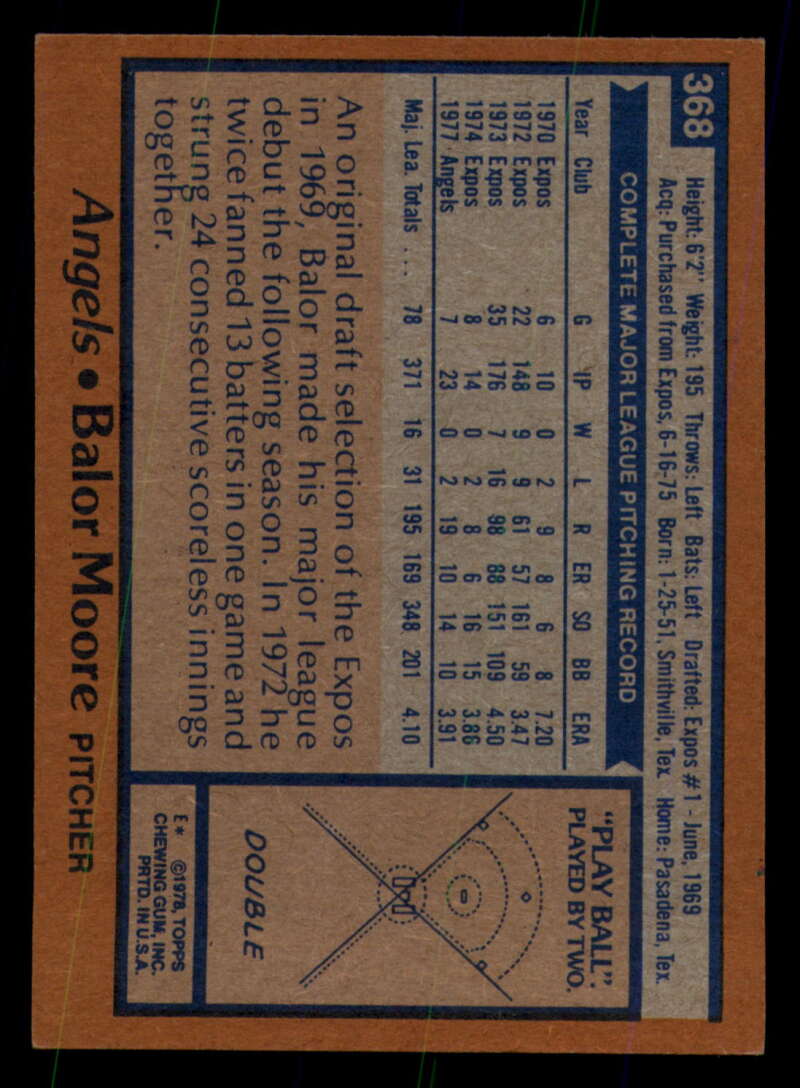 368
Height: 6'2" Weight: 195 Throws: Left Bats: Left Drafted: Expos #1 - June, 1969
Acq: Purchased from Expos, 6-16-75 Born: 1-25-51, Smithville, Tex. Home: Pasadena, Tex.
COMPLETE MAJOR LEAGUE PITCHING RECORD
Year Club G IP W L R ER SO BB ERA
1970 Expos 6 10 0 2 9 8 6 8 7.20
1972 Expos 22 148 9 9 61 57 161 59 3.47
1973 Expos 35 176 7 16 98 88 151 109 4.50
1974 Expos 8 14 0 2 8 6 16 15 3.86
1977 Angels 7 23 0 2 19 10 14 10 3.91
Maj. Lea. Totals ... 78 371 16 31 195 169 348 201 4.10
An original draft selection of the Expos
in 1969, Balor made his major league
debut the following season. In 1972 he
twice fanned 13 batters in one game and
strung 24 consecutive scoreless innings
together.
"PLAY BALL".
PLAYED BY TWO.
DOUBLE
E* ©1978, TOPPS
CHEWING GUM, INC.
PRTD. IN U.S.A.
Angels • Balor Moore PITCHER